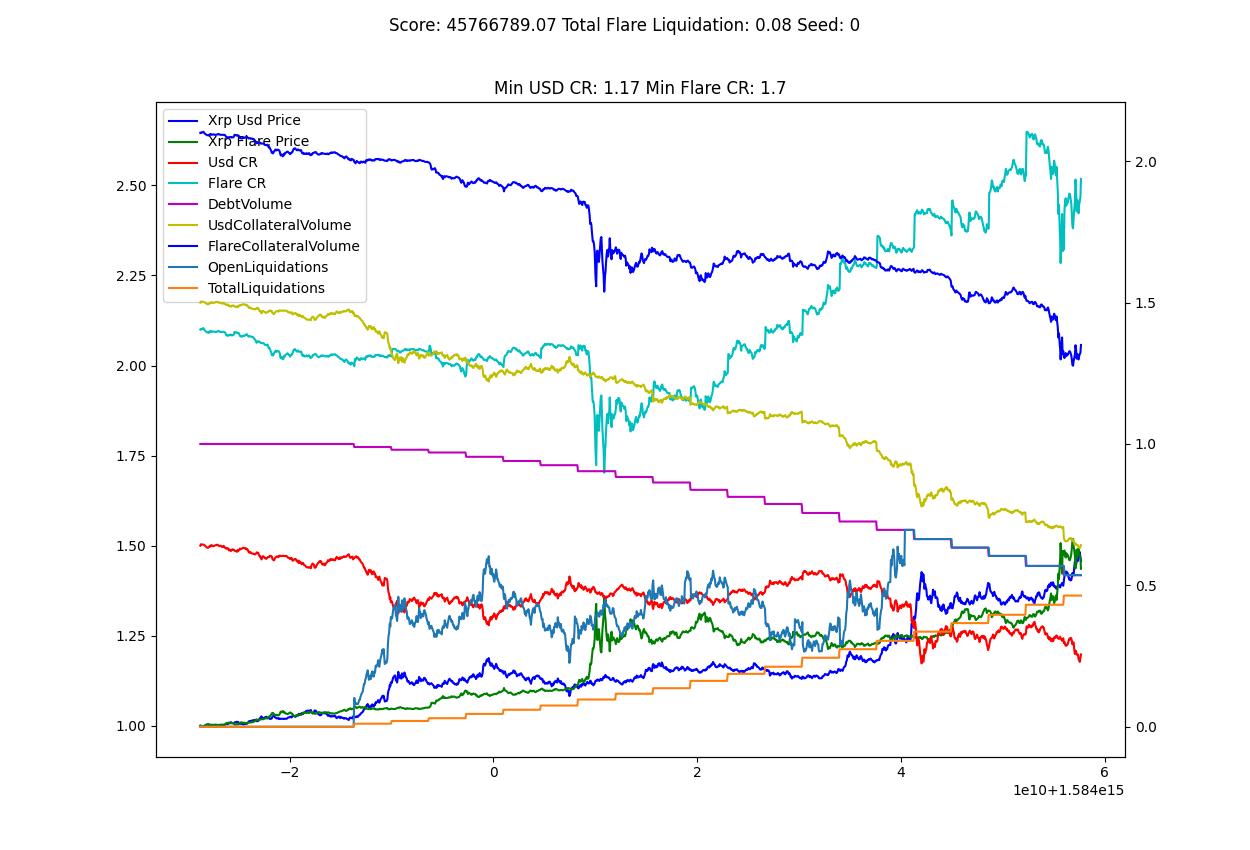 Score: 45766789.07 Total Flare Liquidation: 0.08 Seed: 0
Min USD CR: 1.17 Min Flare CR: 1.7
Xrp Usd Price
Xrp Flare Price
Usd CR
Flare CR
DebtVolume
UsdCollateralVolume
FlareCollateralVolume
OpenLiquidations
TotalLiquidations
2.50
2.25
2.00
1.75
1.50
1.25
1.00
2.0
1.5
1.0
0.5
0.0
−2
0
2
4
6
1e10+1.584e15